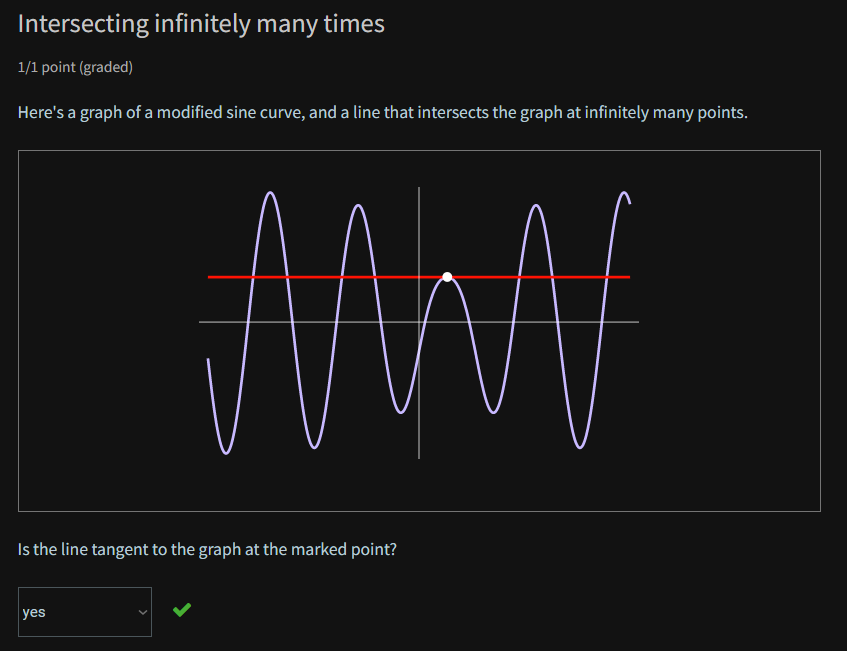 Intersecting infinitely many times
1/1 point (graded)
Here's a graph of a modified sine curve, and a line that intersects the graph at infinitely many points.
Is the line tangent to the graph at the marked point?
yes